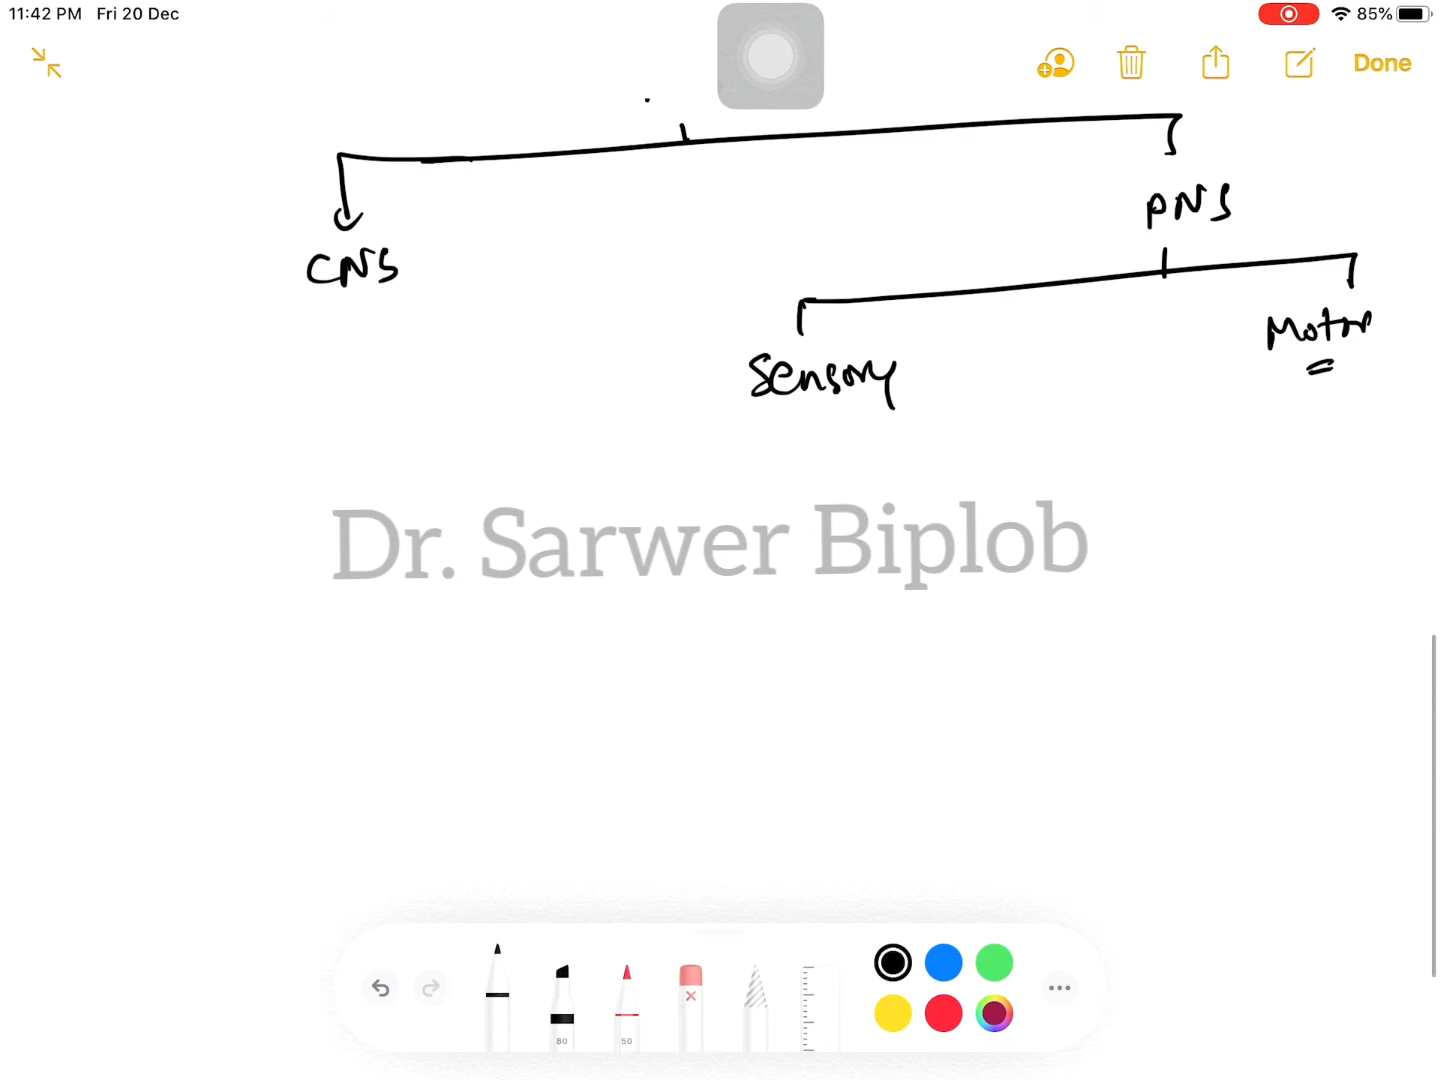 11:42 PM Fri 20 Dec
85%
Done
PNS
CNS
Motor
Sensory
Dr. Sarwer Biplob
80
50